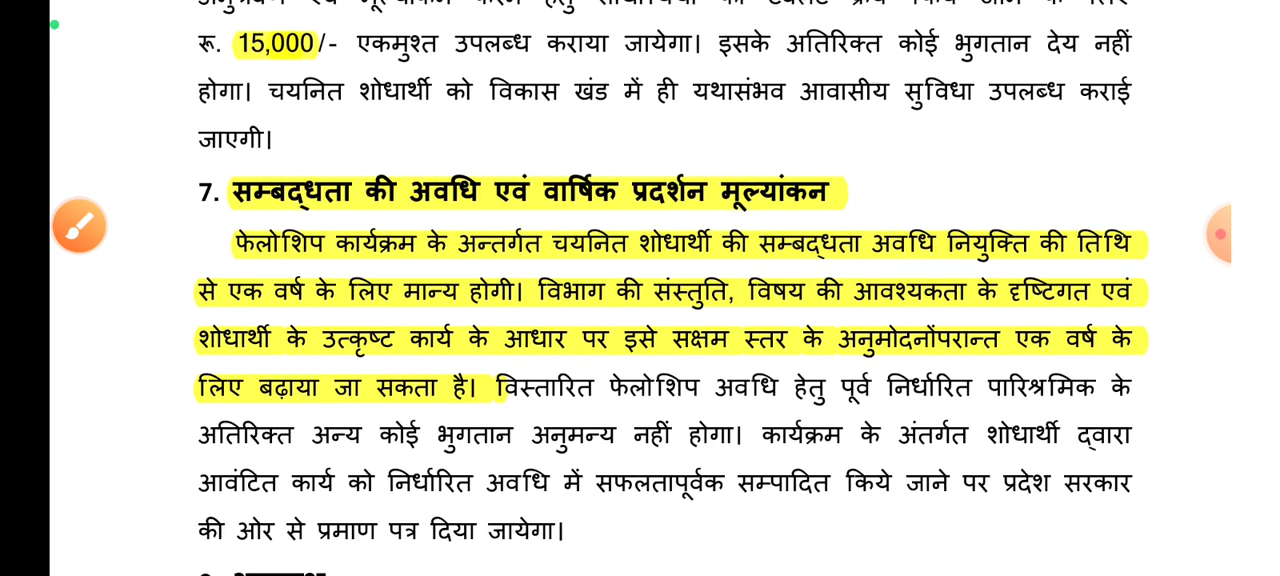 रू. 15,000/- एकमुश्त उपलब्ध कराया जायेगा। इसके अतिरिक्त कोई भुगतान देय नहीं
होगा। चयनित शोधार्थी को विकास खंड में ही यथासंभव आवासीय सुविधा उपलब्ध कराई
जाएगी।
7. सम्बद्धता की अवधि एवं वार्षिक प्रदर्शन मूल्यांकन
फेलोशिप कार्यक्रम के अन्तर्गत चयनित शोधार्थी की सम्बद्धता अवधि नियुक्ति की तिथि
से एक वर्ष के लिए मान्य होगी। विभाग की संस्तुति, विषय की आवश्यकता के दृष्टिगत एवं
शोधार्थी के उत्कृष्ट कार्य के आधार पर इसे सक्षम स्तर के अनुमोदनोंपरान्त एक वर्ष के
लिए बढ़ाया जा सकता है। विस्तारित फेलोशिप अवधि हेतु पूर्व निर्धारित पारिश्रमिक के
अतिरिक्त अन्य कोई भुगतान अनुमन्य नहीं होगा। कार्यक्रम के अंतर्गत शोधार्थी द्वारा
आवंटित कार्य को निर्धारित अवधि में सफलतापूर्वक सम्पादित किये जाने पर प्रदेश सरकार
की ओर से प्रमाण पत्र दिया जायेगा।